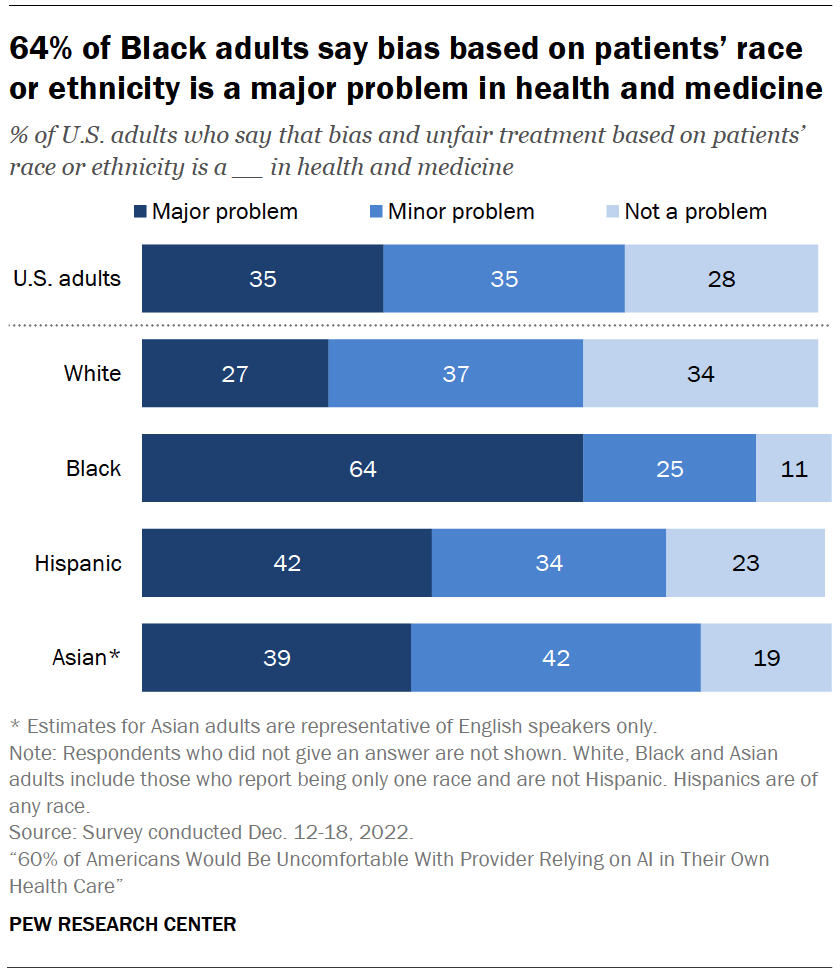 64% of Black adults say bias based on patients’ race
or ethnicity is a major problem in health and medicine
% of U.S. adults who say that bias and unfair treatment based on patients’
race or ethnicity is a __ in health and medicine
Major problem Minor problem Not a problem
U.S. adults 35 35 28
White 27 37 34
Black 64 25 11
Hispanic 42 34 23
Asian* 39 42 19
* Estimates for Asian adults are representative of English speakers only.
Note: Respondents who did not give an answer are not shown. White, Black and Asian
adults include those who report being only one race and are not Hispanic. Hispanics are of
any race.
Source: Survey conducted Dec. 12-18, 2022.
“60% of Americans Would Be Uncomfortable With Provider Relying on AI in Their Own
Health Care”
PEW RESEARCH CENTER